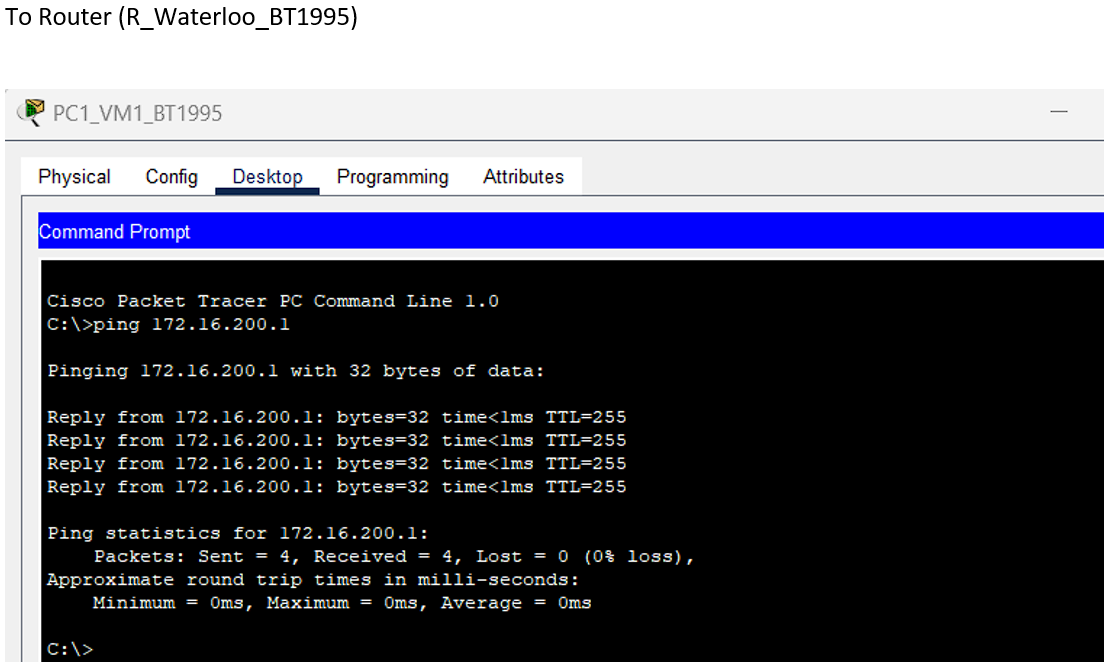 To Router (R_Waterloo_BT1995)
PC1_VM1_BT1995
Physical Config Desktop Programming Attributes
Command Prompt
Cisco Packet Tracer PC Command Line 1.0
C:\>ping 172.16.200.1
Pinging 172.16.200.1 with 32 bytes of data:
Reply from 172.16.200.1: bytes=32 time<1ms TTL=255
Reply from 172.16.200.1: bytes=32 time<1ms TTL=255
Reply from 172.16.200.1: bytes=32 time<1ms TTL=255
Reply from 172.16.200.1: bytes=32 time<1ms TTL=255
Ping statistics for 172.16.200.1:
Packets: Sent = 4, Received = 4, Lost = 0 (0% loss),
Approximate round trip times in milli-seconds:
Minimum = 0ms, Maximum = 0ms, Average = 0ms
C:\>